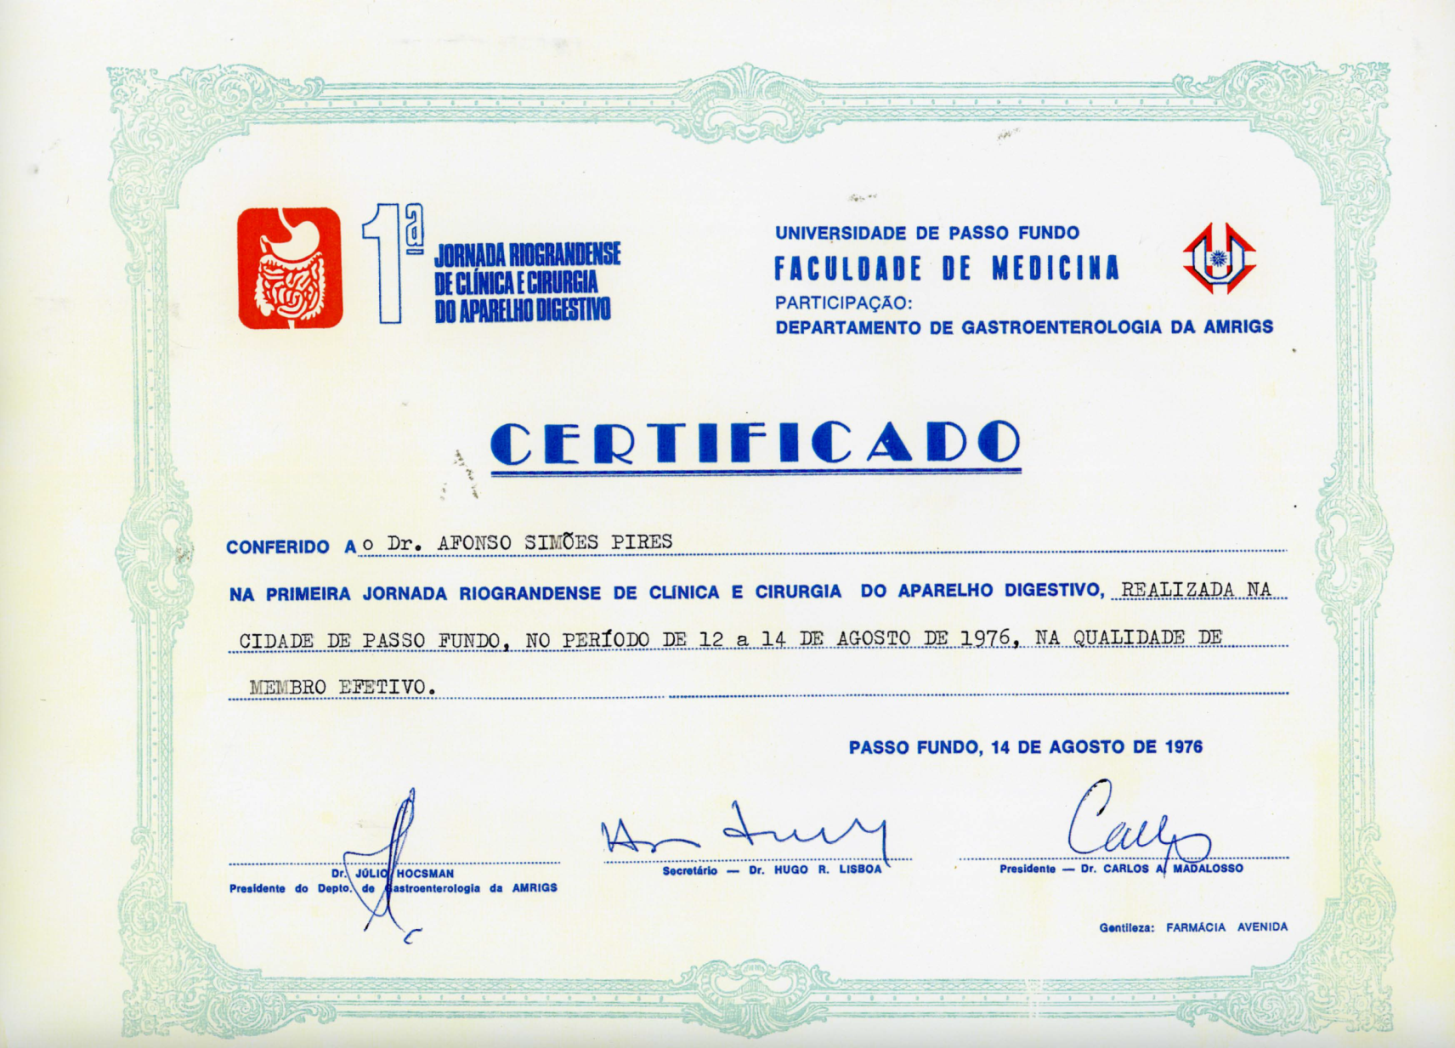 1ª
JORNADA RIOGRANDENSE
DE CLÍNICA E CIRURGIA
DO APARELHO DIGESTIVO
UNIVERSIDADE DE PASSO FUNDO
FACULDADE DE MEDICINA
PARTICIPAÇÃO:
DEPARTAMENTO DE GASTROENTEROLOGIA DA AMRIGS
CERTIFICADO
CONFERIDO A o Dr. AFONSO SIMÕES PIRES
NA PRIMEIRA JORNADA RIOGRANDENSE DE CLÍNICA E CIRURGIA DO APARELHO DIGESTIVO, REALIZADA NA
CIDADE DE PASSO FUNDO, NO PERÍODO DE 12 a 14 DE AGOSTO DE 1976, NA QUALIDADE DE
MEMBRO EFETIVO.
PASSO FUNDO, 14 DE AGOSTO DE 1976
Dr. JÚLIO HOCSMAN
Presidente do Depto. de Gastroenterologia da AMRIGS
Secretário — Dr. HUGO R. LISBOA
Presidente — Dr. CARLOS A. MADALOSSO
Gentileza: FARMÁCIA AVENIDA